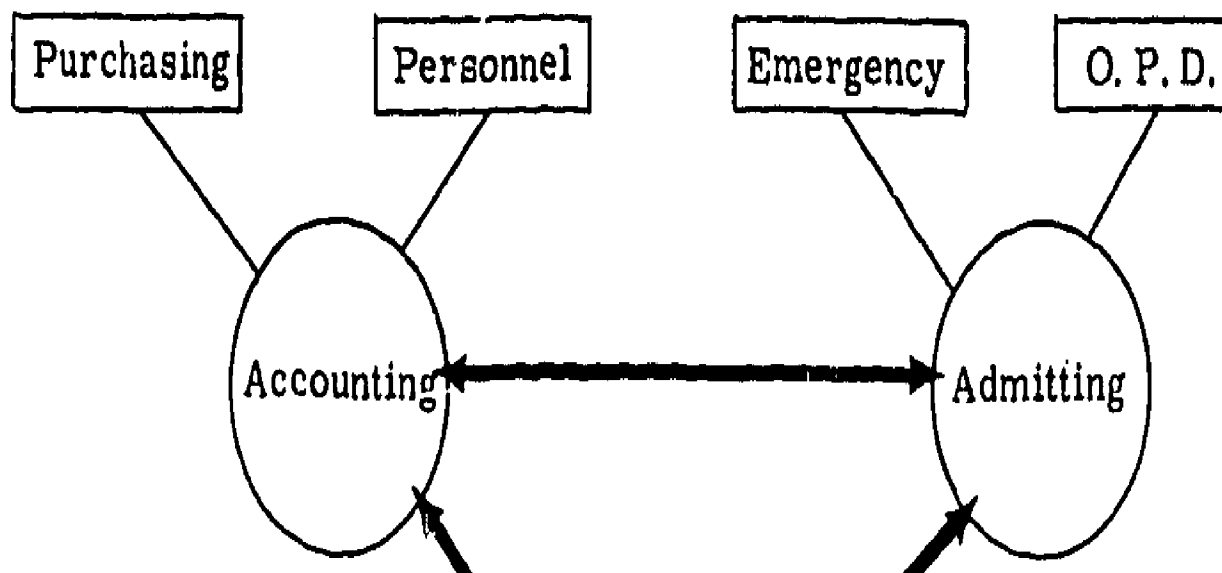 Purchasing
Personnel
Emergency
O. P. D.
Accounting
Admitting